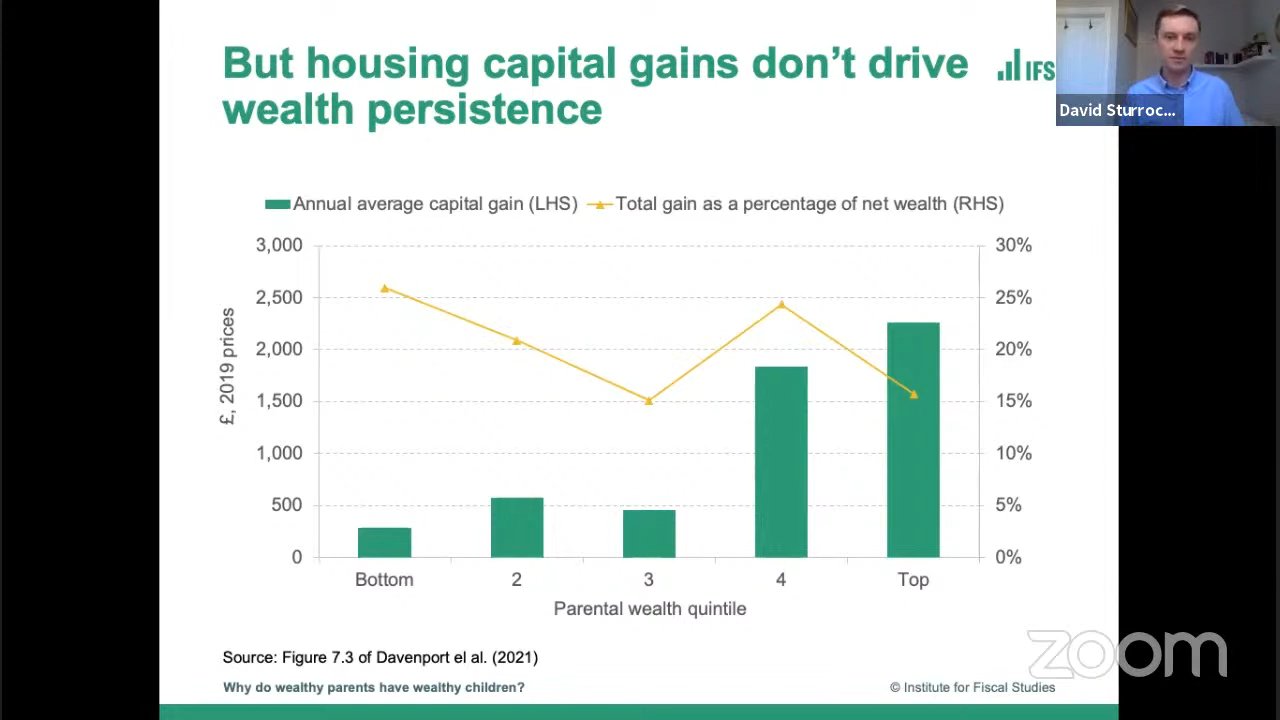 But housing capital gains don't drive
wealth persistence
IFS
David Sturroc...
Annual average capital gain (LHS) Total gain as a percentage of net wealth (RHS)
3,000 30%
2,500 25%
2,000 20%
1,500 15%
1,000 10%
500 5%
0 0%
£, 2019 prices
Bottom 2 3 4 Top
Parental wealth quintile
Source: Figure 7.3 of Davenport el al. (2021)
zoom
Why do wealthy parents have wealthy children? © Institute for Fiscal Studies